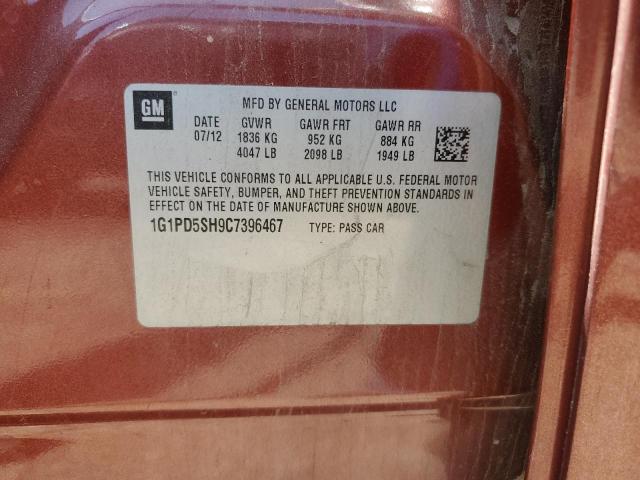 GM
MFD BY GENERAL MOTORS LLC
DATE GVWR GAWR FRT GAWR RR
07/12 1836 KG 952 KG 884 KG
4047 LB 2098 LB 1949 LB
THIS VEHICLE CONFORMS TO ALL APPLICABLE U.S. FEDERAL MOTOR
VEHICLE SAFETY, BUMPER, AND THEFT PREVENTION STANDARDS IN
EFFECT ON THE DATE OF MANUFACTURE SHOWN ABOVE.
1G1PD5SH9C7396467 TYPE: PASS CAR